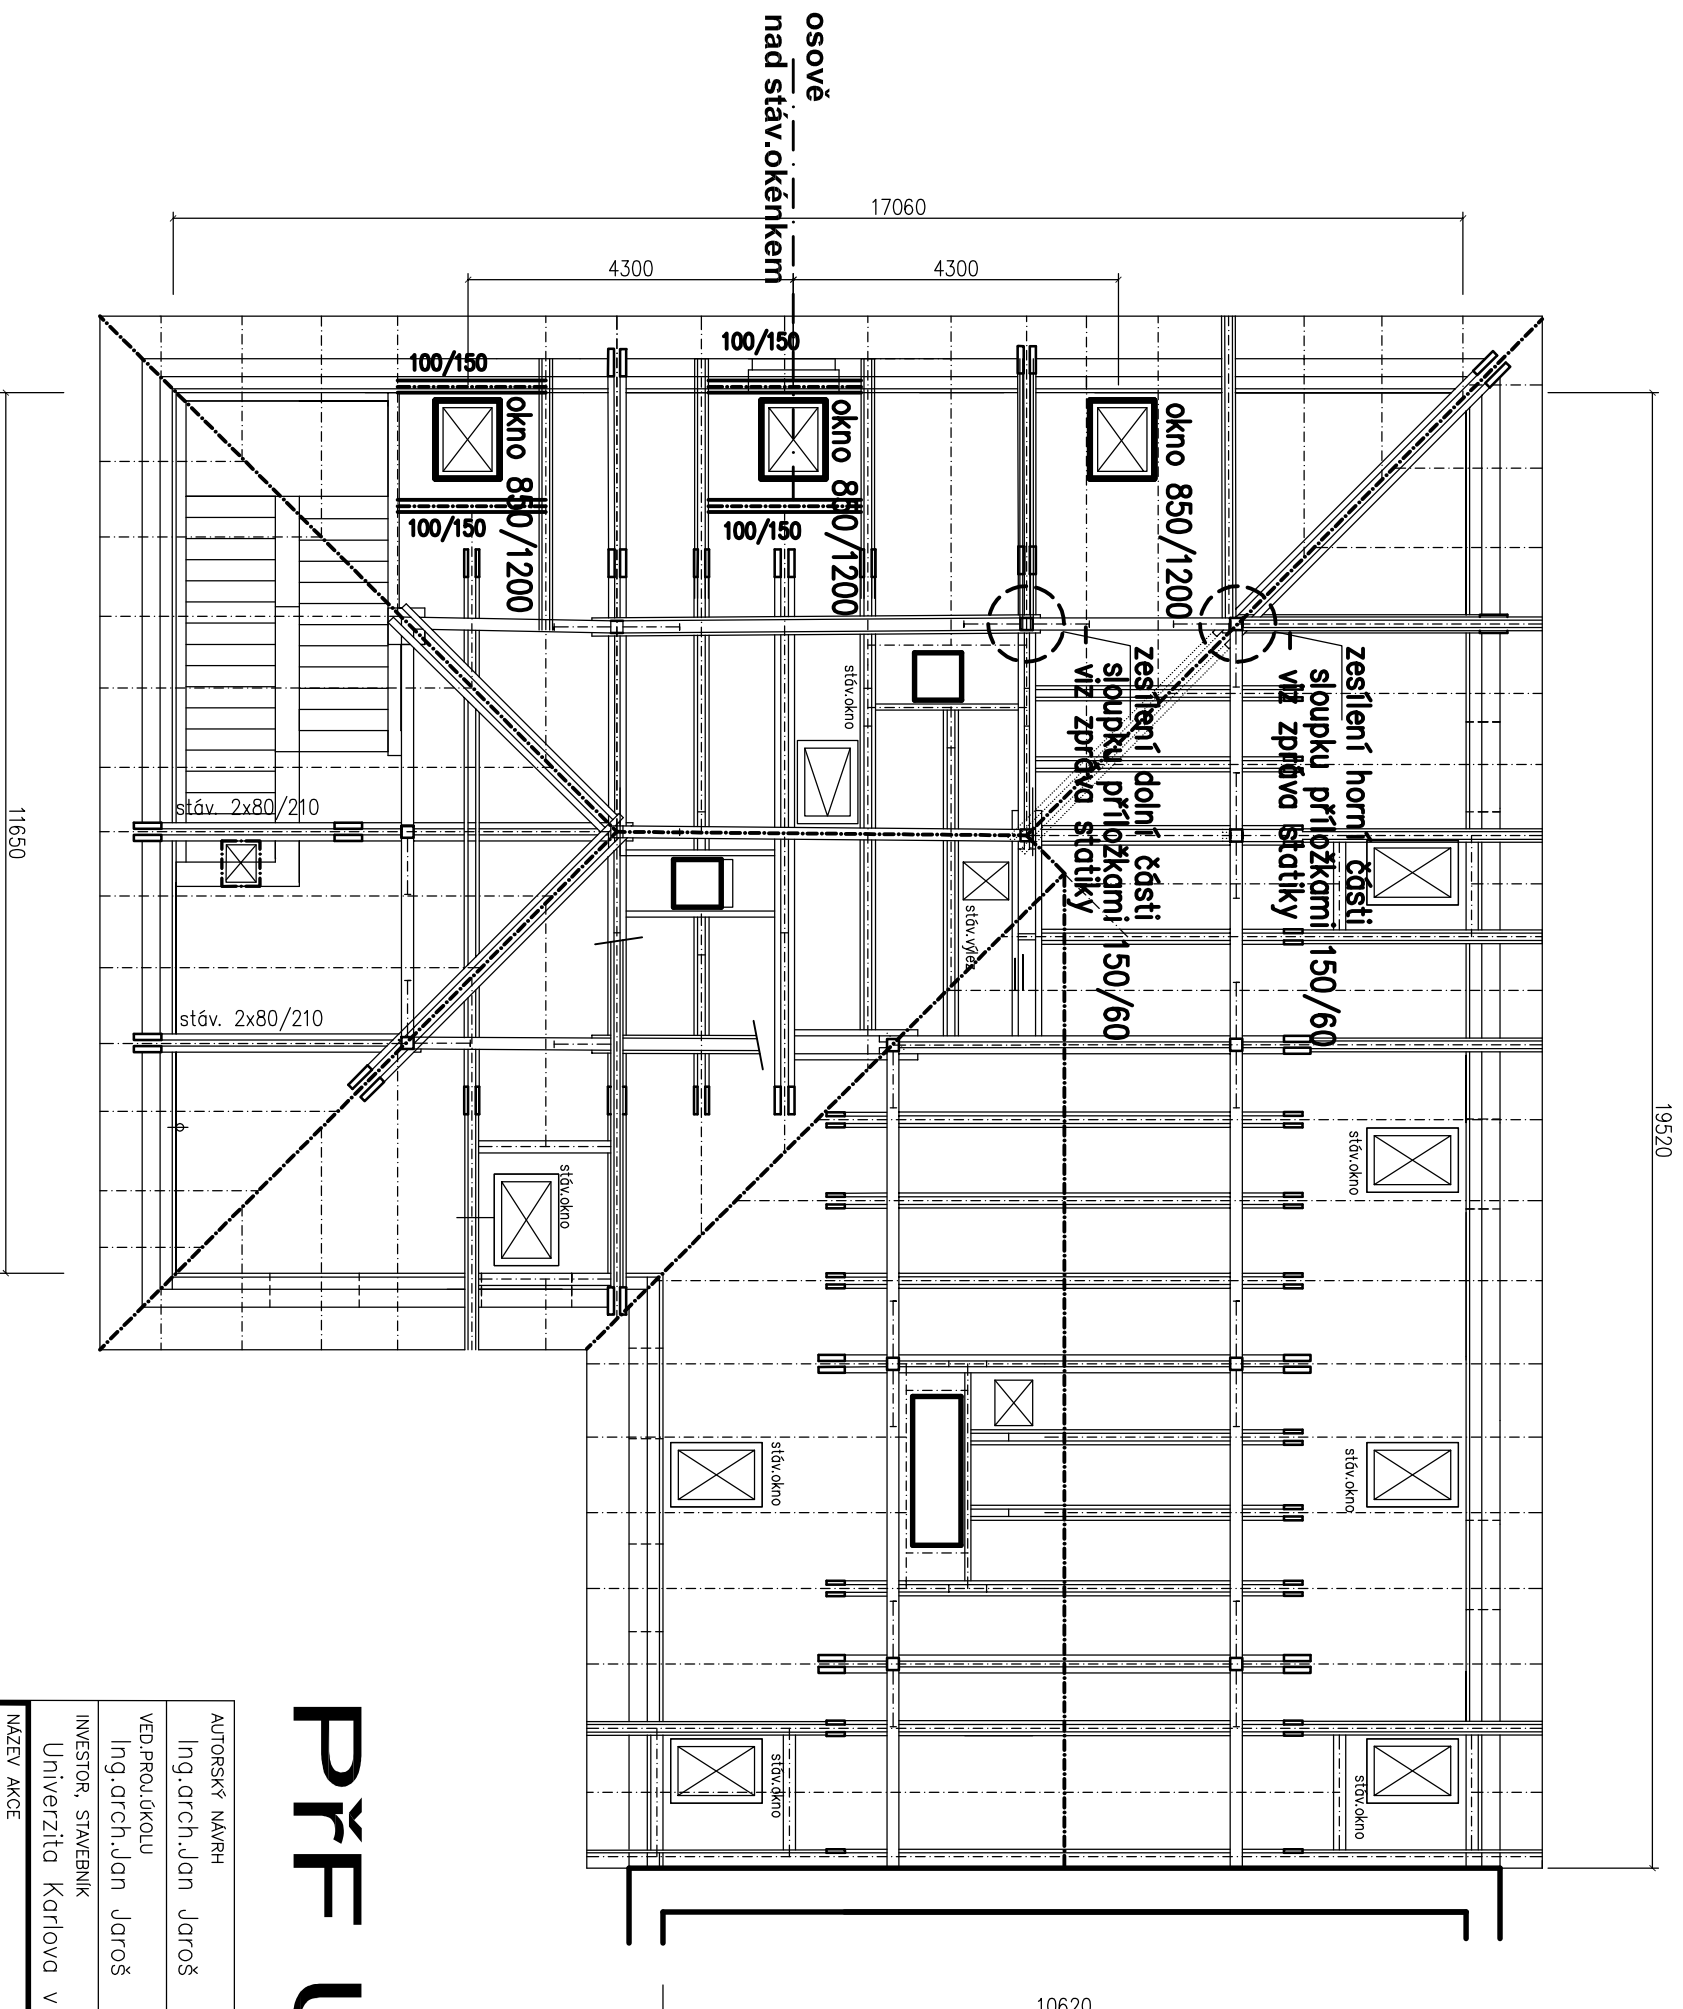 osově
nad stáv.okénkem
17060
4300
4300
100/150
100/150
okno 850/1200
okno 850/1200
okno 850/1200
100/150
100/150
zesílení horní části
sloupku příložkami 150/60
viz zpráva statiky
zesílení dolní části
sloupku příložkami 150/60
viz zpráva statiky
stáv.okno
stáv.výlez
stáv. 2x80/210
stáv. 2x80/210
11650
19520
stáv.okno
stáv.okno
stáv.okno
stáv.okno
stáv.okno
stáv.okno
10620
PřF U
AUTORSKÝ NÁVRH
Ing.arch.Jan Jaroš
VED.PROJ.ÚKOLU
Ing.arch.Jan Jaroš
INVESTOR, STAVEBNÍK
Univerzita Karlova v
NÁZEV AKCE